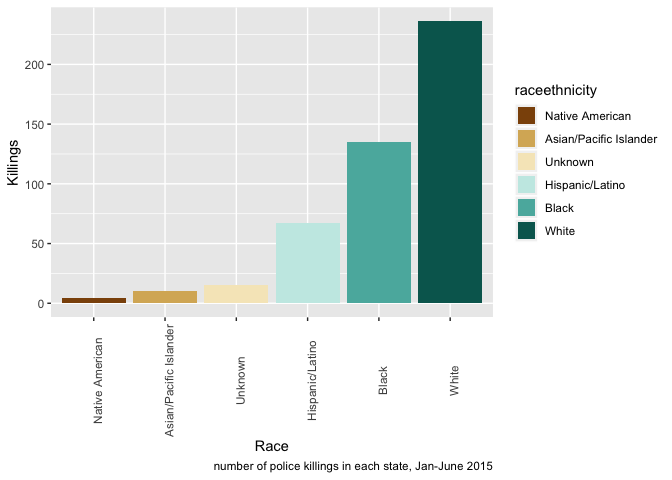 Killings
200
150
100
50
0
Native American
Asian/Pacific Islander
Unknown
Hispanic/Latino
Black
White
Race
number of police killings in each state, Jan-June 2015
raceethnicity
Native American
Asian/Pacific Islander
Unknown
Hispanic/Latino
Black
White